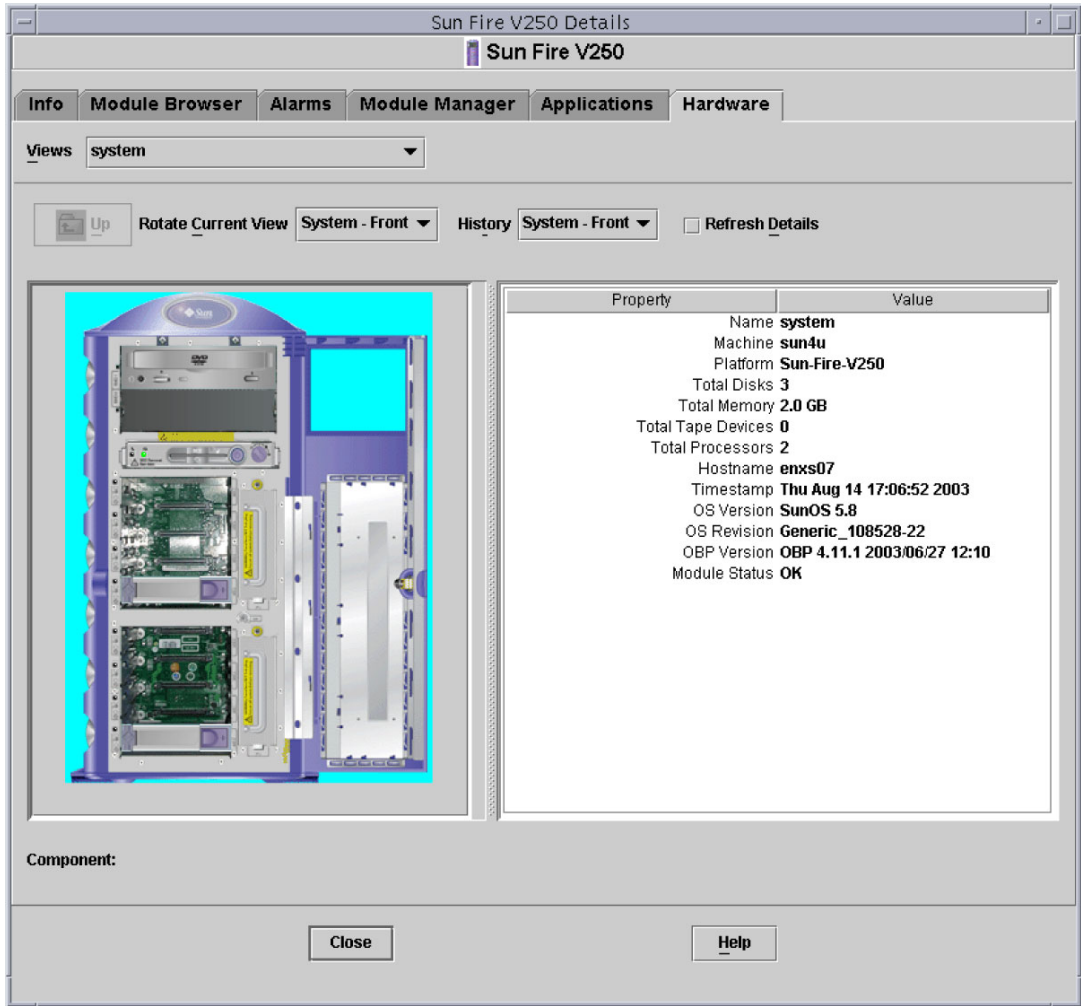 Sun Fire V250 Details
Sun Fire V250
Info Module Browser Alarms Module Manager Applications Hardware
Views system
Up Rotate Current View System - Front History System - Front Refresh Details
Property Value
Name system
Machine sun4u
Platform Sun-Fire-V250
Total Disks 3
Total Memory 2.0 GB
Total Tape Devices 0
Total Processors 2
Hostname enxs07
Timestamp Thu Aug 14 17:06:52 2003
OS Version SunOS 5.8
OS Revision Generic_108528-22
OBP Version OBP 4.11.1 2003/06/27 12:10
Module Status OK
Sun
DVD
Component:
Close Help